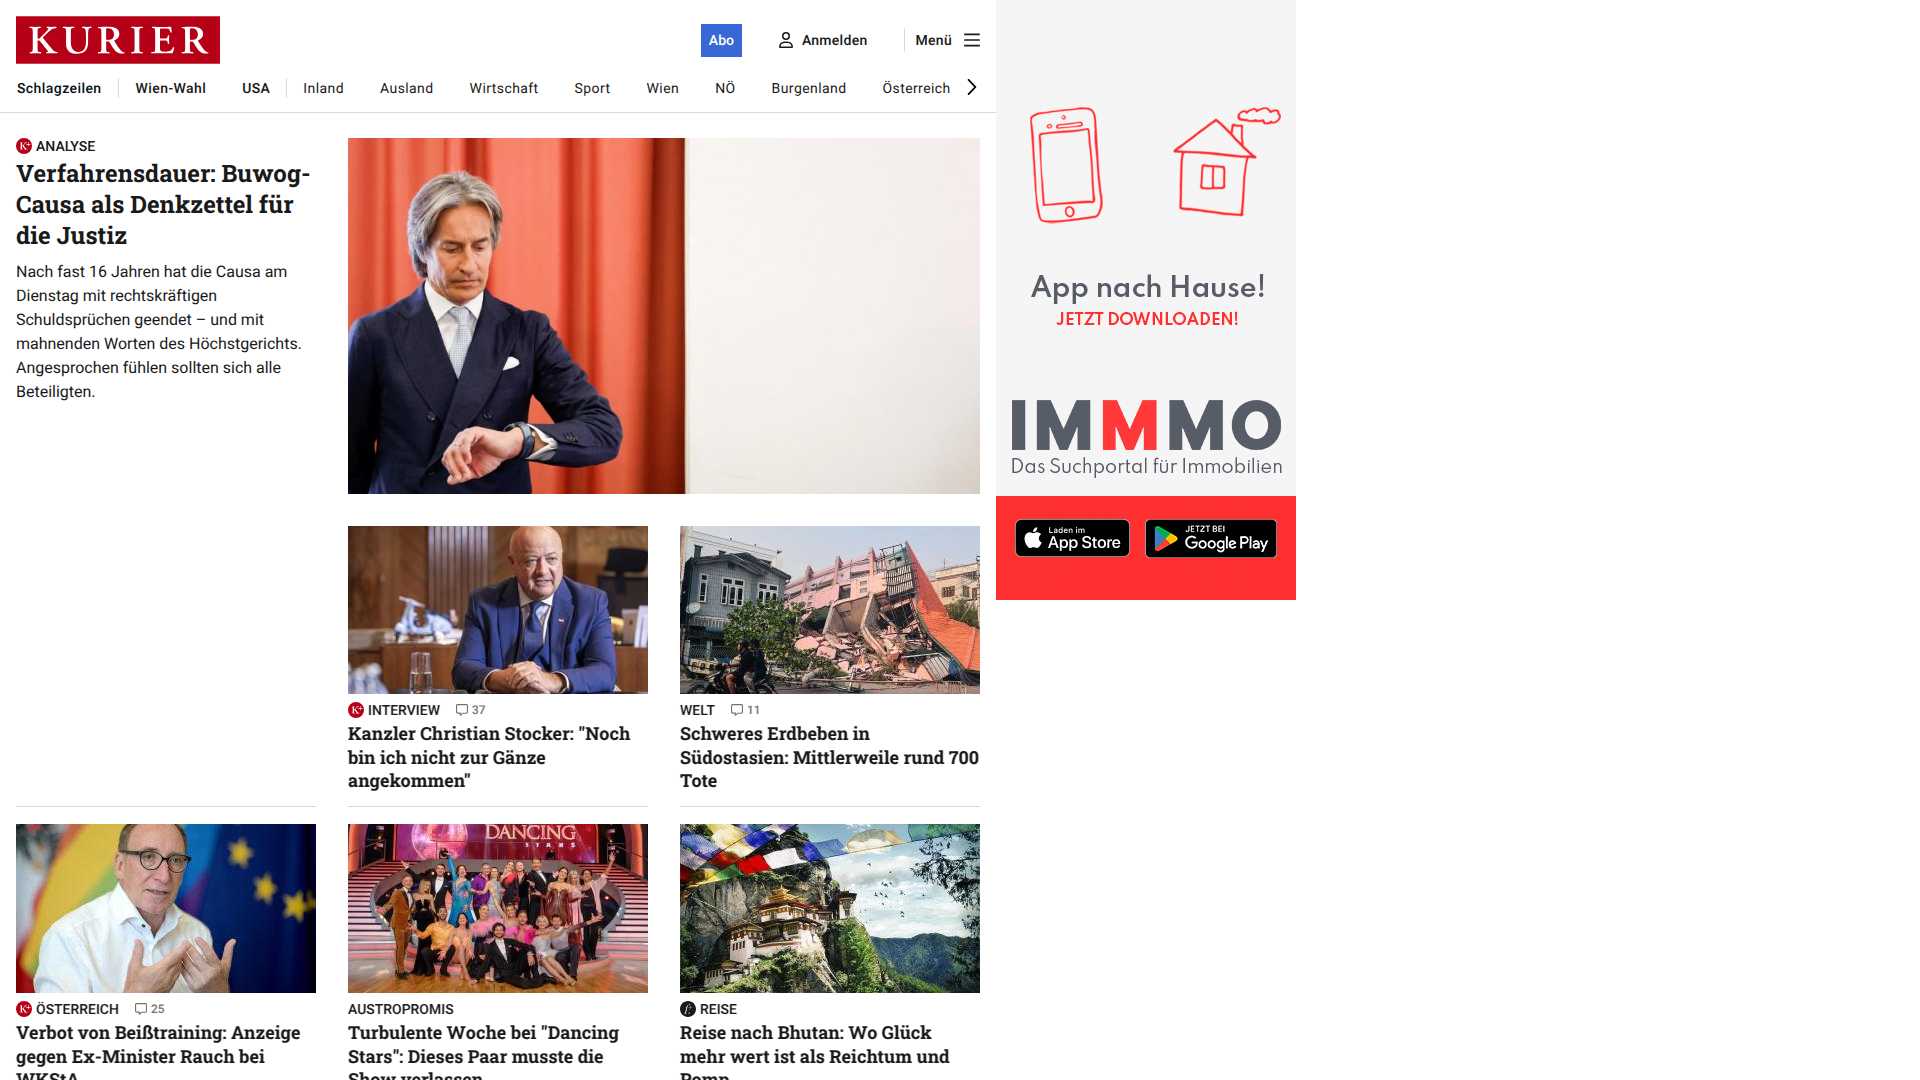 KURIER
Abo
Anmelden
Menü
Schlagzeilen
Wien-Wahl
USA
Inland
Ausland
Wirtschaft
Sport
Wien
NÖ
Burgenland
Österreich
K+ ANALYSE
Verfahrensdauer: Buwog-
Causa als Denkzettel für
die Justiz
Nach fast 16 Jahren hat die Causa am
Dienstag mit rechtskräftigen
Schuldsprüchen geendet – und mit
mahnenden Worten des Höchstgerichts.
Angesprochen fühlen sollten sich alle
Beteiligten.
K+ INTERVIEW 37
Kanzler Christian Stocker: "Noch
bin ich nicht zur Gänze
angekommen"
WELT 11
Schweres Erdbeben in
Südostasien: Mittlerweile rund 700
Tote
K+ ÖSTERREICH 25
Verbot von Beißtraining: Anzeige
gegen Ex-Minister Rauch bei
WKStA
DANCING
STARS
AUSTROPROMIS
Turbulente Woche bei "Dancing
Stars": Dieses Paar musste die
Show verlassen
REISE
Reise nach Bhutan: Wo Glück
mehr wert ist als Reichtum und
Pomp
App nach Hause!
JETZT DOWNLOADEN!
IMMMO
Das Suchportal für Immobilien
Laden im
App Store
JETZT BEI
Google Play